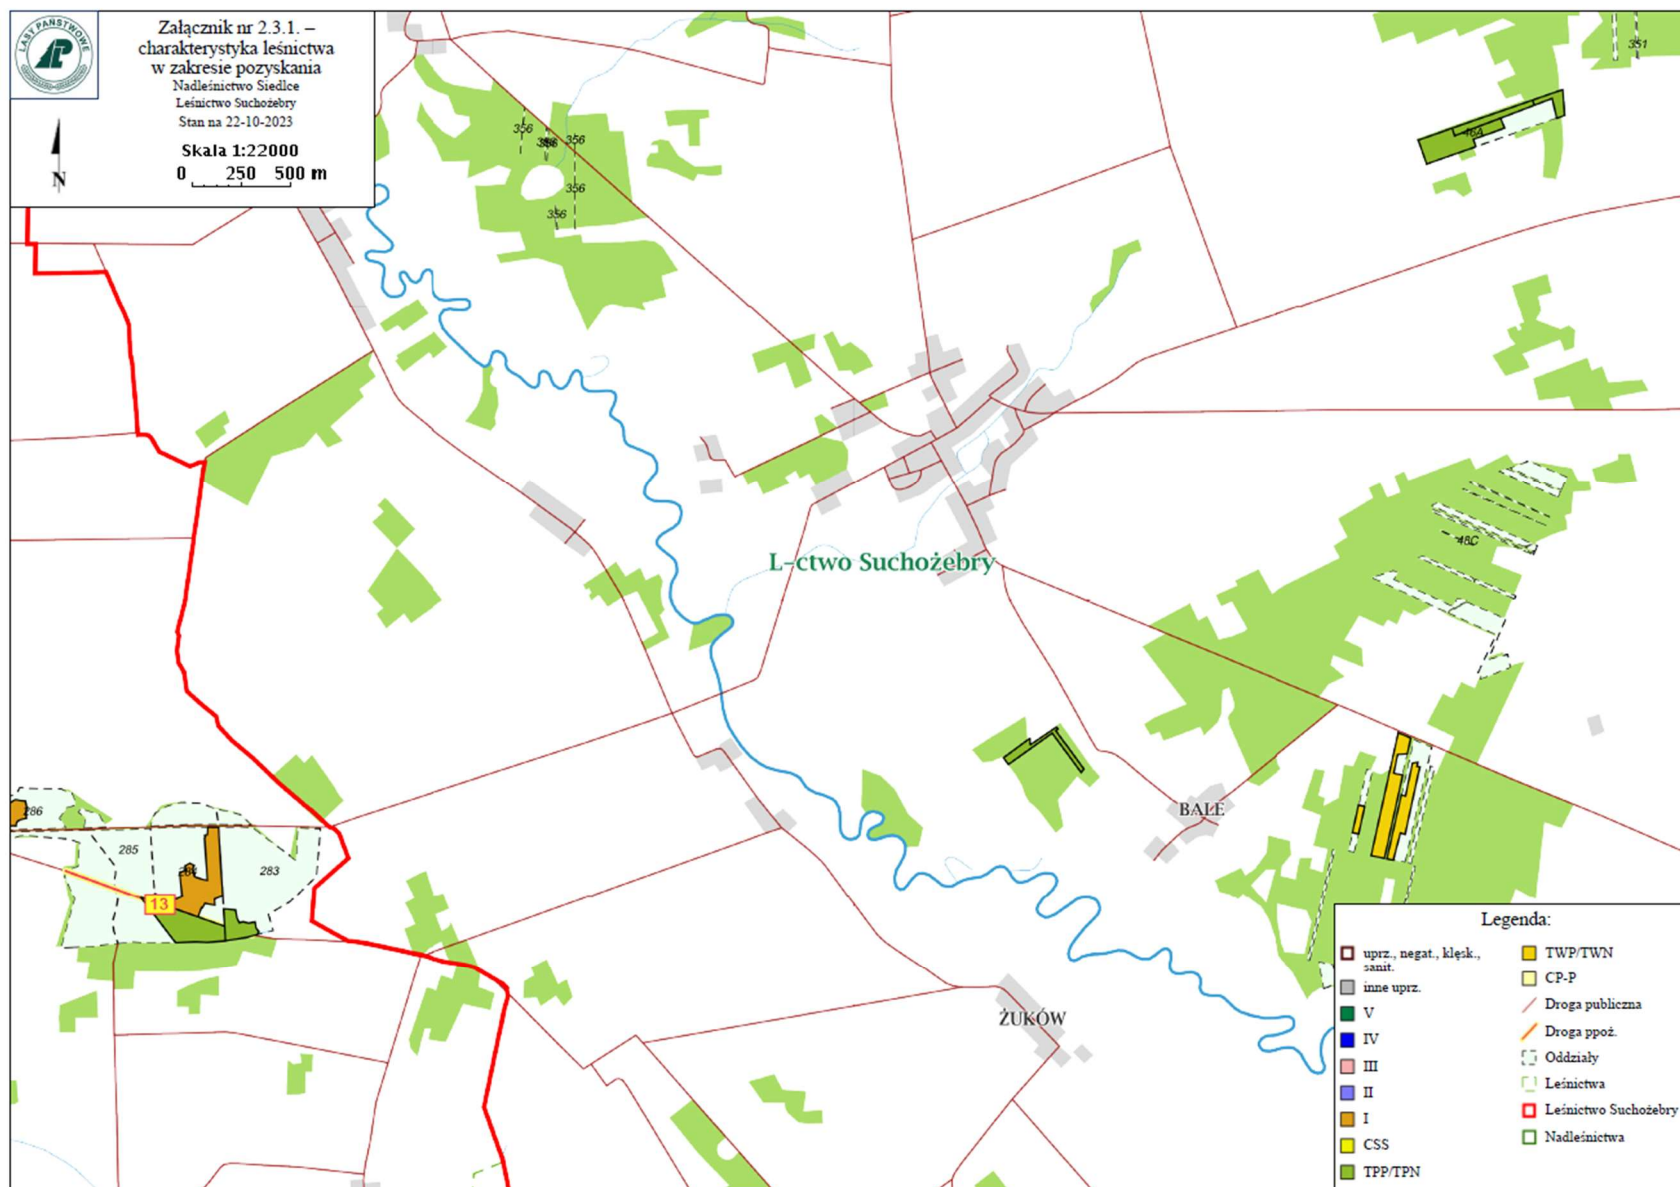 LASY PAŃSTWOWE
Załącznik nr 2.3.1. –
charakterystyka leśnictwa
w zakresie pozyskania
Nadleśnictwo Siedlce
Leśnictwo Suchożebry
Stan na 22-10-2023
Skala 1:22000
0 250 500 m
N
351
46A
356
356
356
356
L-ctwo Suchożebry
46C
BALE
286
285
283
13
ŻUKÓW
Legenda:
uprz., negat., klęsk.,
sanit.
inne uprz.
V
IV
III
II
I
CSS
TPP/TPN
TWP/TWN
CP-P
Droga publiczna
Droga ppoż.
Oddziały
Leśnictwa
Leśnictwo Suchożebry
Nadleśnictwa